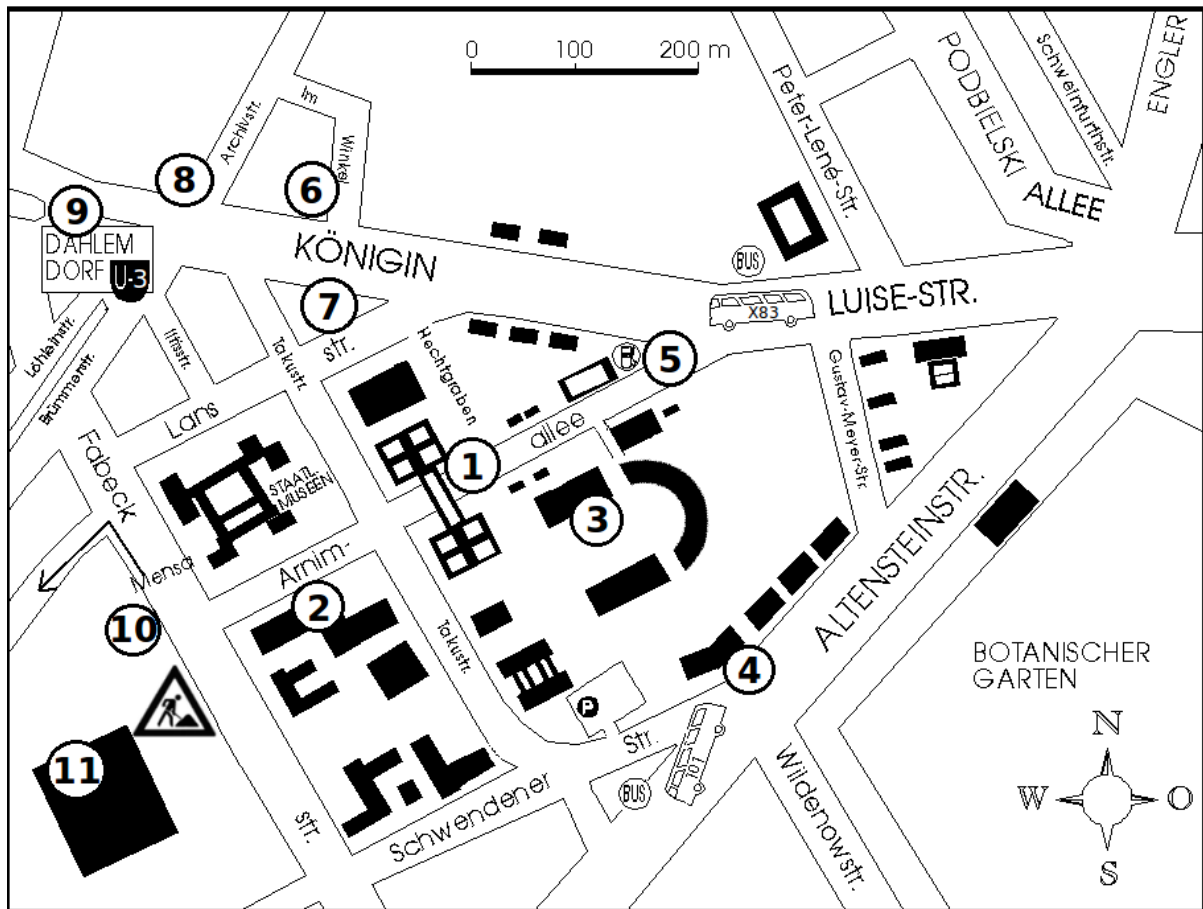 0 100 200 m
ENGLER
Schweinfurthstr.
PODBIELSKI
ALLEE
Peter-Lené-Str.
Im
Winkel
Archivstr.
8
6
9
DAHLEM
DORF
U-3
KÖNIGIN
BUS
X83
LUISE-STR.
7
str.
Löhleinstr.
Brümmerstr.
Iltisstr.
Takustr.
Hechtgraben
5
Gustav-Meyer-Str.
Lans
allee
Fabeck
STAATL.
MUSEEN
1
3
Mensa
Arnim-
2
10
Takustr.
ALTENSTEINSTR.
4
BOTANISCHER
GARTEN
P
11
str.
Str.
101
BUS
Schwendener
Wildenowstr.
N
W O
S